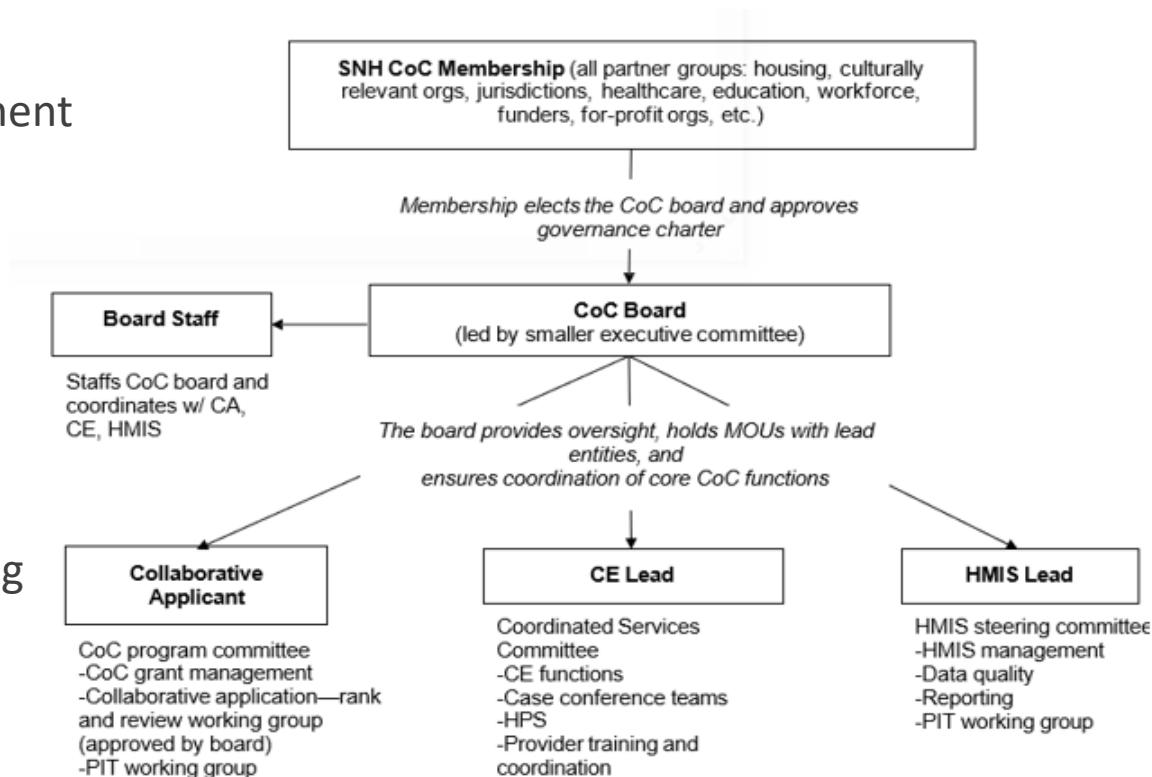 SNH CoC Membership (all partner groups: housing, culturally
relevant orgs, jurisdictions, healthcare, education, workforce,
funders, for-profit orgs, etc.)
nent
Membership elects the CoC board and approves
governance charter
Board Staff
CoC Board
(led by smaller executive committee)
Staffs CoC board and
coordinates w/ CA,
CE, HMIS
The board provides oversight, holds MOUs with lead
entities, and
ensures coordination of core CoC functions
g
Collaborative
Applicant
CE Lead
HMIS Lead
CoC program committee
-CoC grant management
-Collaborative application—rank
and review working group
(approved by board)
-PIT working group
Coordinated Services
Committee
-CE functions
-Case conference teams
-HPS
-Provider training and
coordination
HMIS steering committee
-HMIS management
-Data quality
-Reporting
-PIT working group